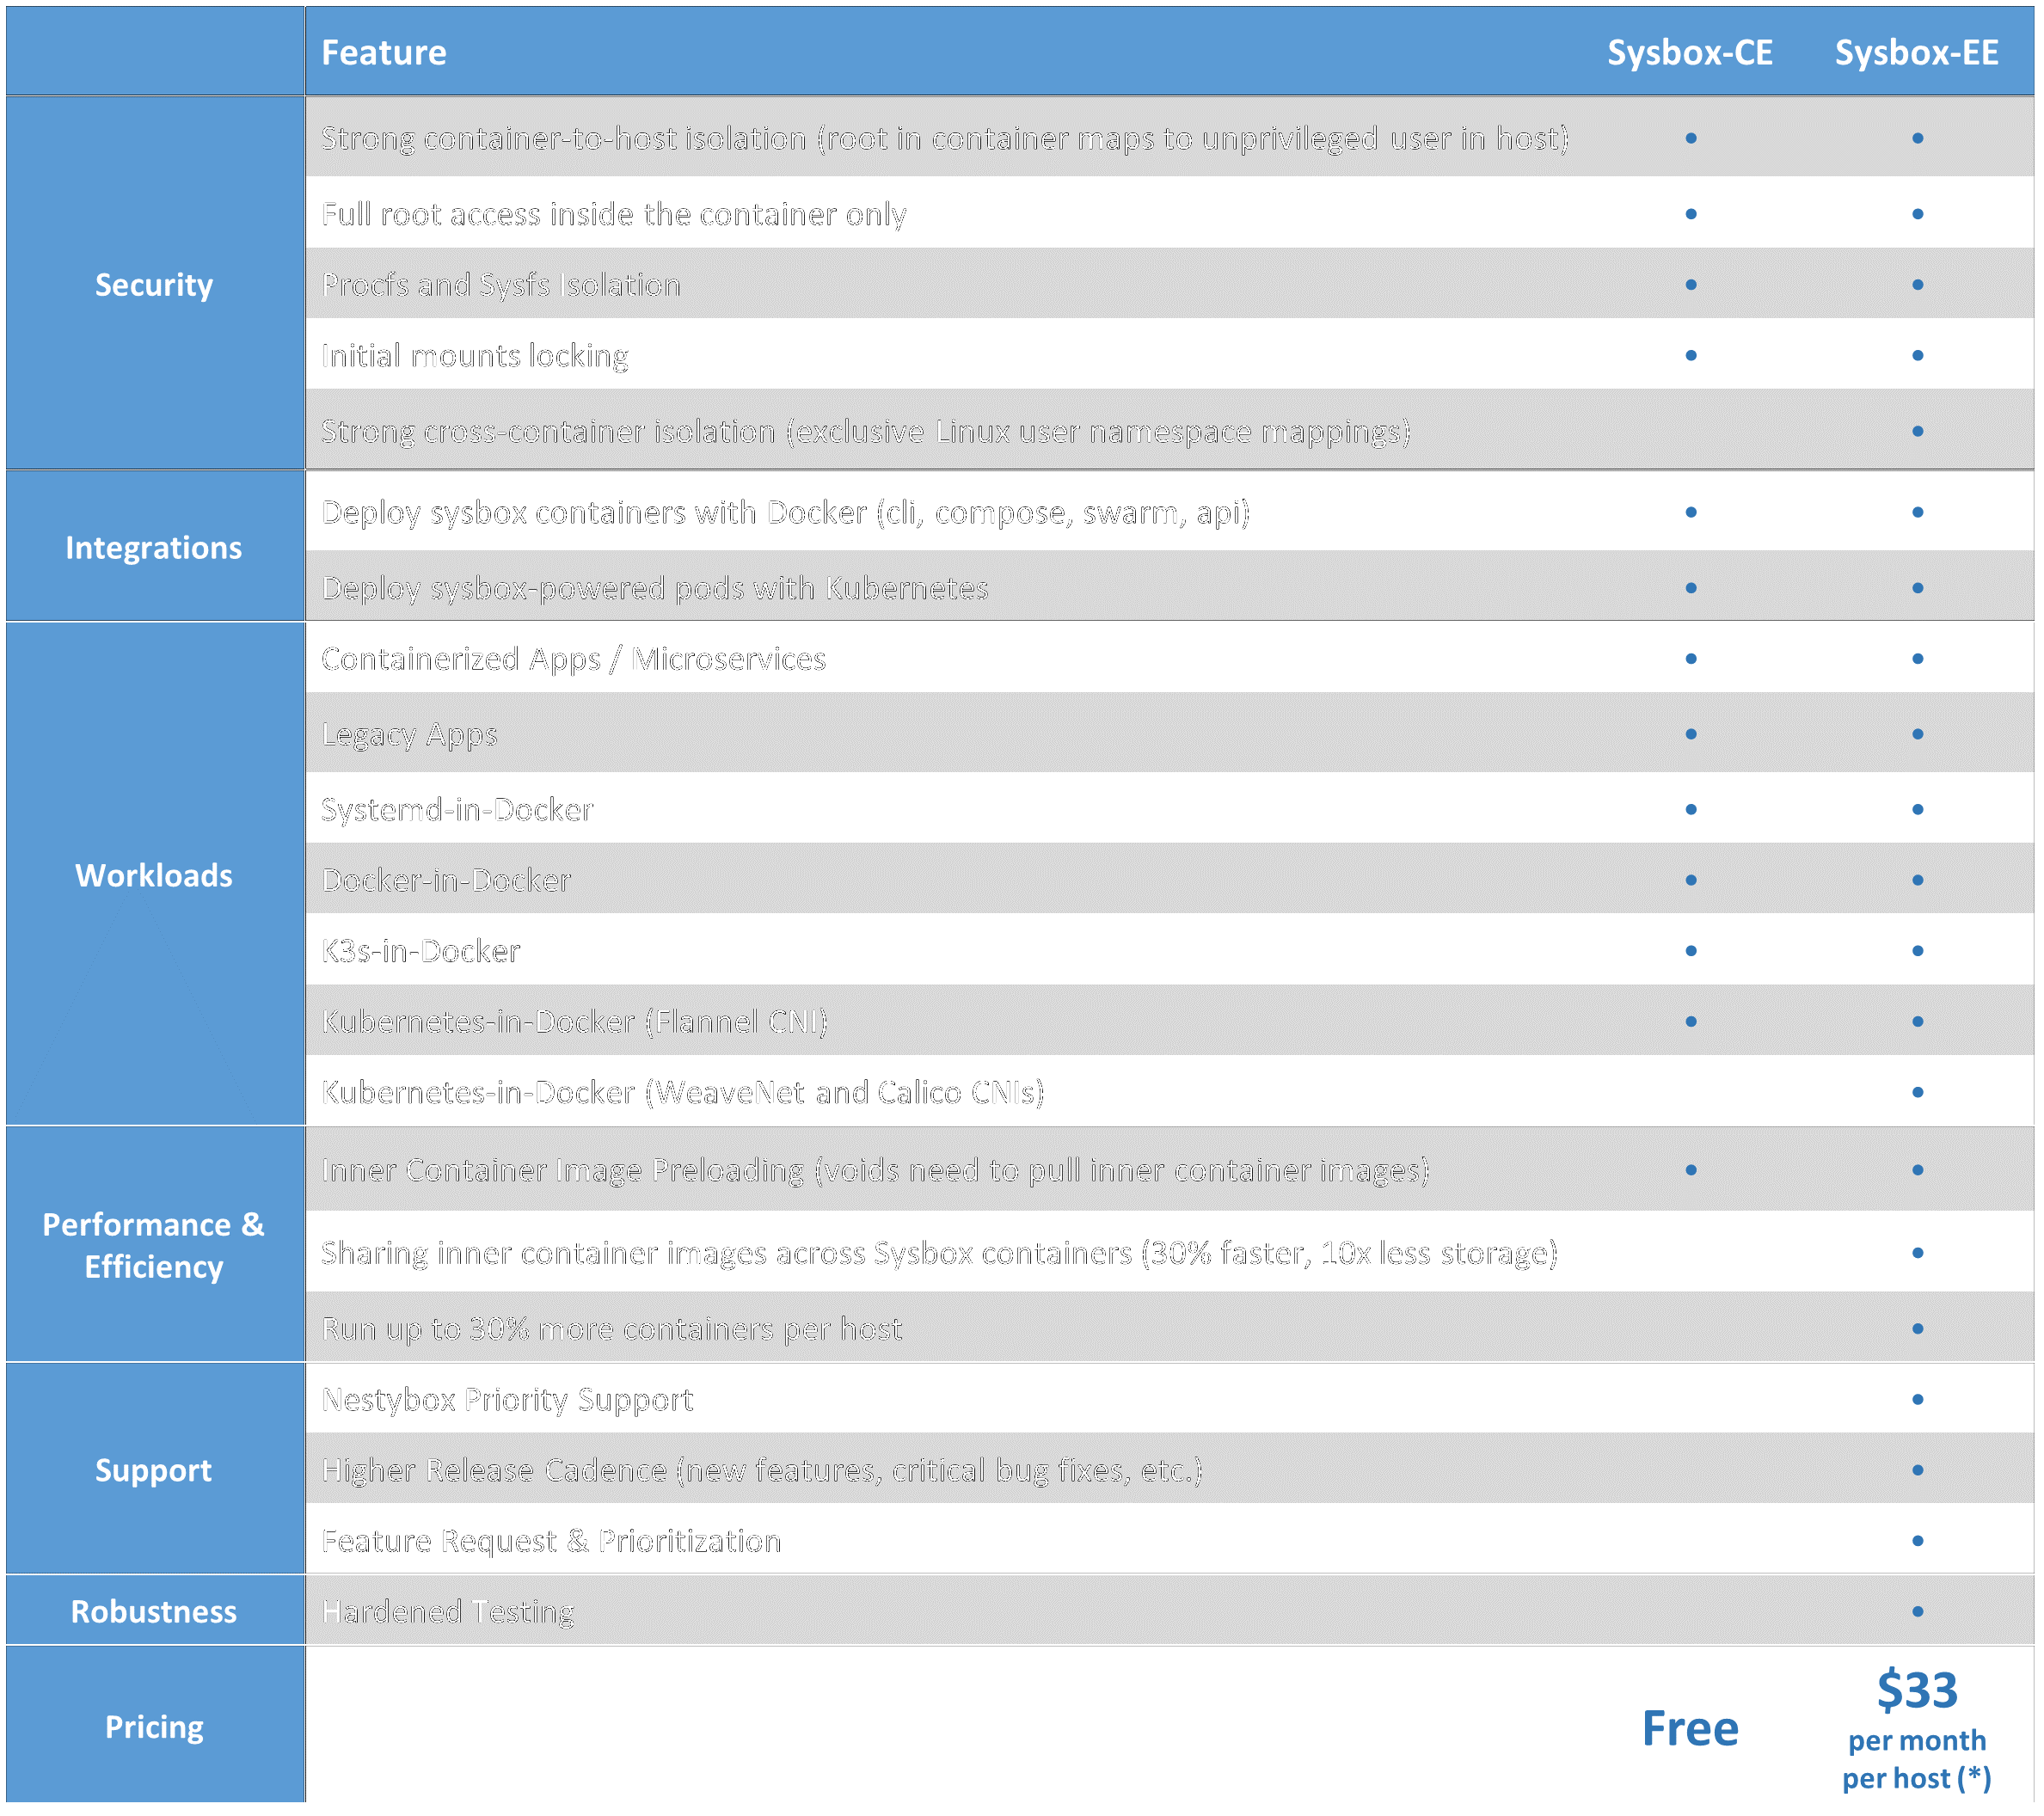 Feature Sysbox-CE Sysbox-EE
Security
Strong container-to-host isolation (root in container maps to unprivileged user in host) • •
Full root access inside the container only • •
Procfs and Sysfs Isolation • •
Initial mounts locking • •
Strong cross-container isolation (exclusive Linux user namespace mappings) •
Integrations
Deploy sysbox containers with Docker (cli, compose, swarm, api) • •
Deploy sysbox-powered pods with Kubernetes • •
Workloads
Containerized Apps / Microservices • •
Legacy Apps • •
Systemd-in-Docker • •
Docker-in-Docker • •
K3s-in-Docker • •
Kubernetes-in-Docker (Flannel CNI) • •
Kubernetes-in-Docker (WeaveNet and Calico CNIs) •
Performance &
Efficiency
Inner Container Image Preloading (voids need to pull inner container images) • •
Sharing inner container images across Sysbox containers (30% faster, 10x less storage) •
Run up to 30% more containers per host •
Support
Nestybox Priority Support •
Higher Release Cadence (new features, critical bug fixes, etc.) •
Feature Request & Prioritization •
Robustness
Hardened Testing •
Pricing
Free
$33
per month
per host (*)